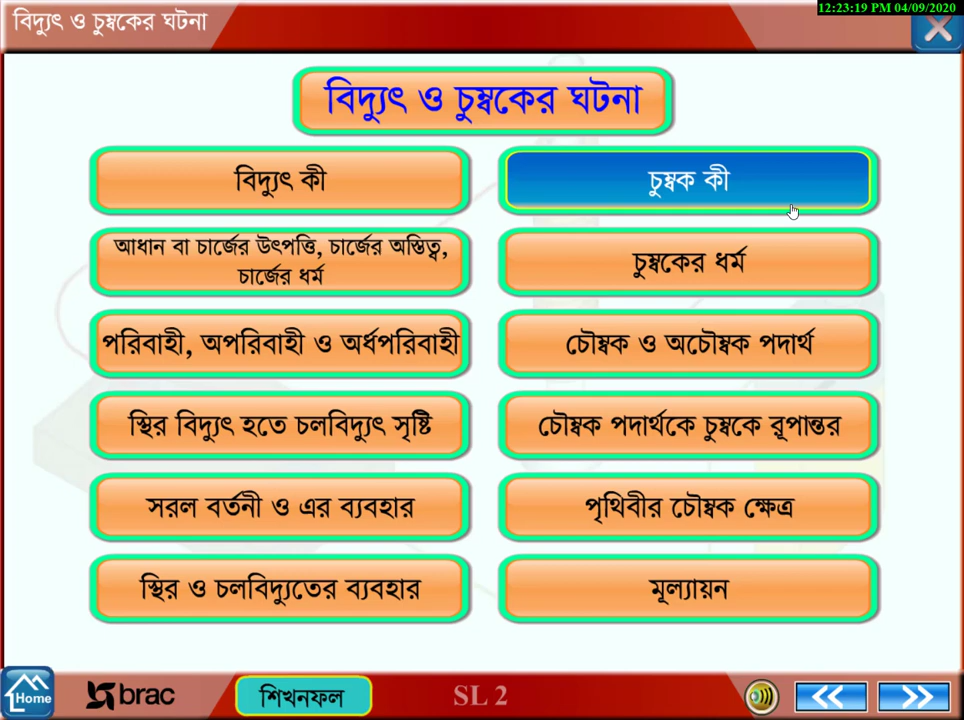 12:23:19 PM 04/09/2020
বিদ্যুৎ ও চুম্বকের ঘটনা
বিদ্যুৎ ও চুম্বকের ঘটনা
বিদ্যুৎ কী
চুম্বক কী
আধান বা চার্জের উৎপত্তি, চার্জের অস্তিত্ব,
চার্জের ধর্ম
চুম্বকের ধর্ম
পরিবাহী, অপরিবাহী ও অর্ধপরিবাহী
চৌম্বক ও অচৌম্বক পদার্থ
স্থির বিদ্যুৎ হতে চলবিদ্যুৎ সৃষ্টি
চৌম্বক পদার্থকে চুম্বকে রূপান্তর
সরল বর্তনী ও এর ব্যবহার
পৃথিবীর চৌম্বক ক্ষেত্র
স্থির ও চলবিদ্যুতের ব্যবহার
মূল্যায়ন
Home
brac
শিখনফল
SL 2